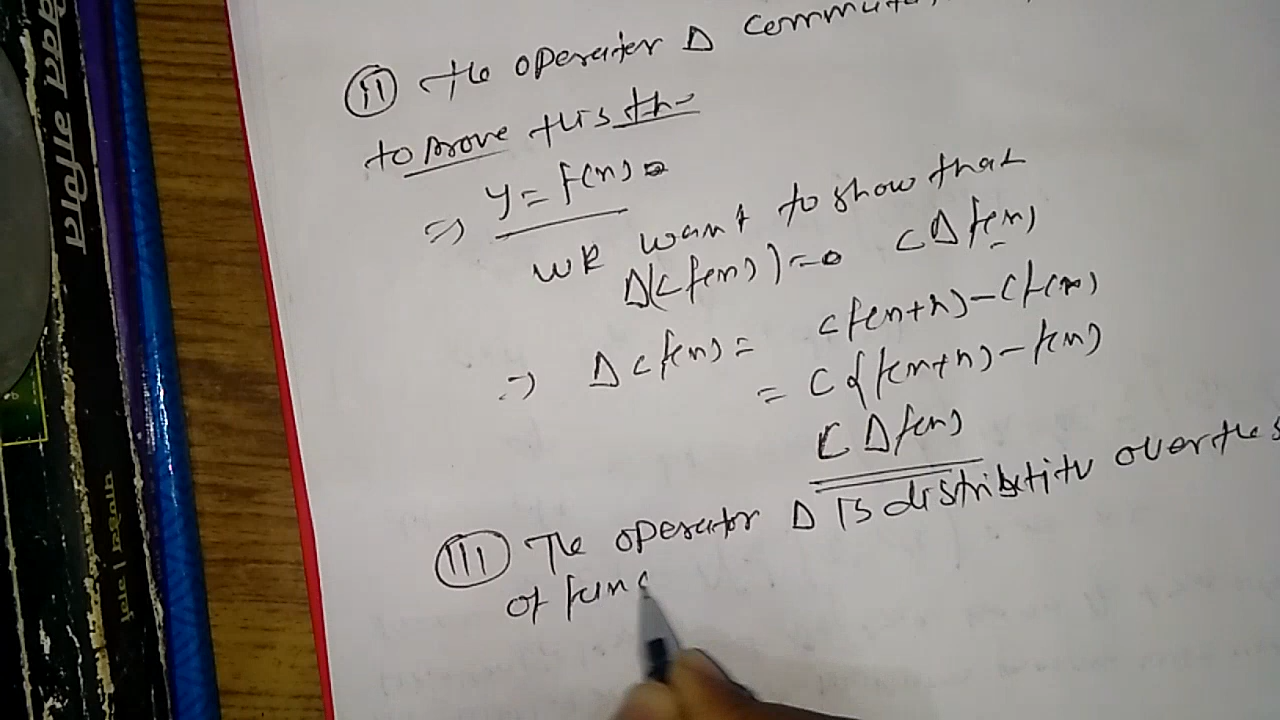 (ii) The operator Δ Commuta
to prove this th-
⇒ y = f(n)
we want to show that
Δ(c f(n)) = c Δ f(n)
⇒ Δ c f(n) = c f(n+h) - c f(n)
= c { f(n+h) - f(n)
c Δ f(n)
(iii) The operator Δ is distributive over the s
of func